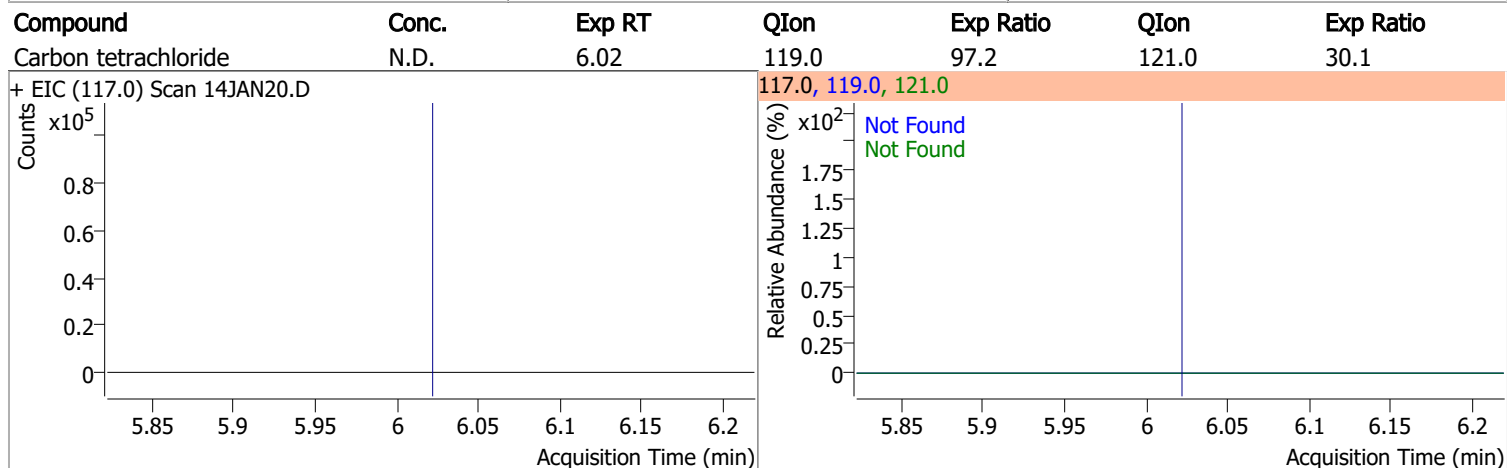 Compound Conc. Exp RT QIon Exp Ratio QIon Exp Ratio
Carbon tetrachloride N.D. 6.02 119.0 97.2 121.0 30.1
+ EIC (117.0) Scan 14JAN20.D
Counts
x10^5
0.8
0.6
0.4
0.2
0
5.85 5.9 5.95 6 6.05 6.1 6.15 6.2
Acquisition Time (min)
117.0, 119.0, 121.0
Relative Abundance (%)
x10^2
Not Found
Not Found
1.75
1.5
1.25
1
0.75
0.5
0.25
0
5.85 5.9 5.95 6 6.05 6.1 6.15 6.2
Acquisition Time (min)